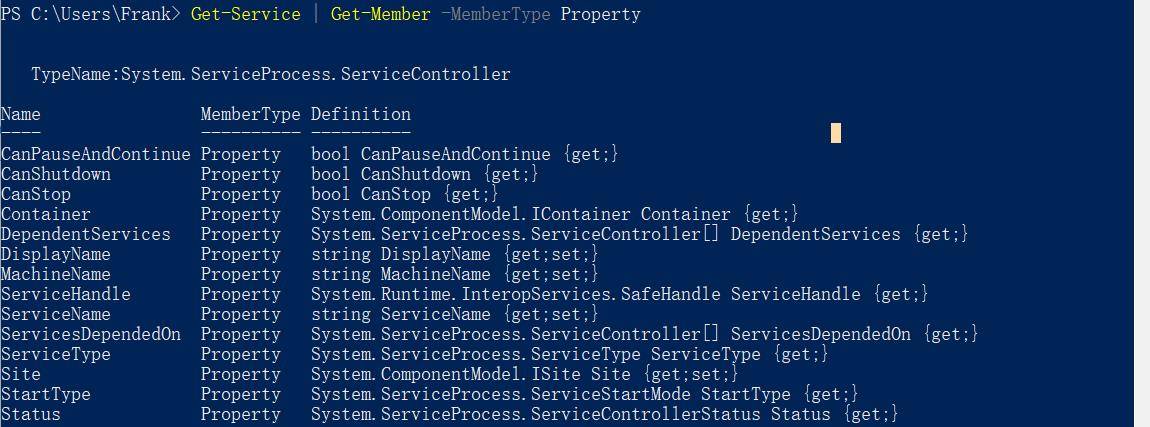 PS C:\Users\Frank> Get-Service | Get-Member -MemberType Property
TypeName:System.ServiceProcess.ServiceController
Name MemberType Definition
---- ---------- ----------
CanPauseAndContinue Property bool CanPauseAndContinue {get;}
CanShutdown Property bool CanShutdown {get;}
CanStop Property bool CanStop {get;}
Container Property System.ComponentModel.IContainer Container {get;}
DependentServices Property System.ServiceProcess.ServiceController[] DependentServices {get;}
DisplayName Property string DisplayName {get;set;}
MachineName Property string MachineName {get;set;}
ServiceHandle Property System.Runtime.InteropServices.SafeHandle ServiceHandle {get;}
ServiceName Property string ServiceName {get;set;}
ServicesDependedOn Property System.ServiceProcess.ServiceController[] ServicesDependedOn {get;}
ServiceType Property System.ServiceProcess.ServiceType ServiceType {get;}
Site Property System.ComponentModel.ISite Site {get;set;}
StartType Property System.ServiceProcess.ServiceStartMode StartType {get;}
Status Property System.ServiceProcess.ServiceControllerStatus Status {get;}